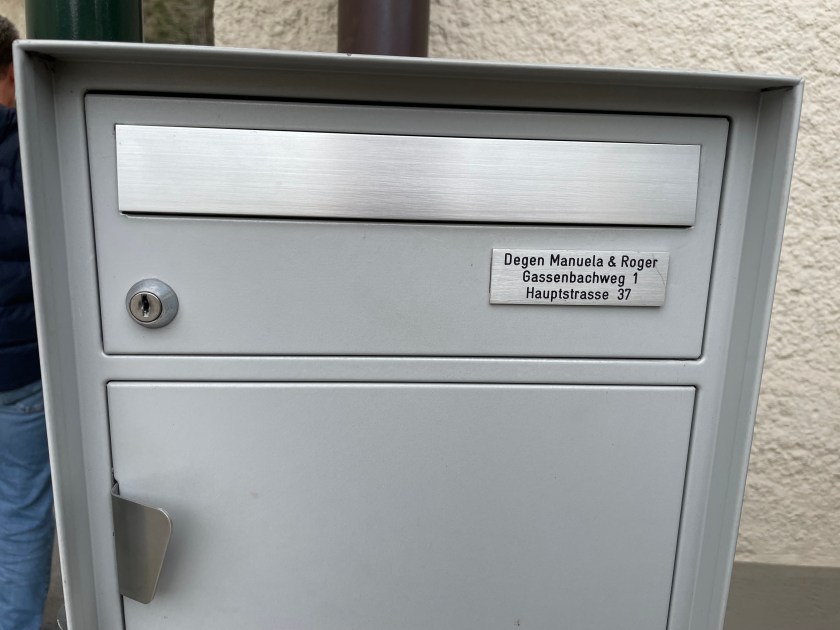 Degen Manuela & Roger
Gassenbachweg 1
Hauptstrasse 37